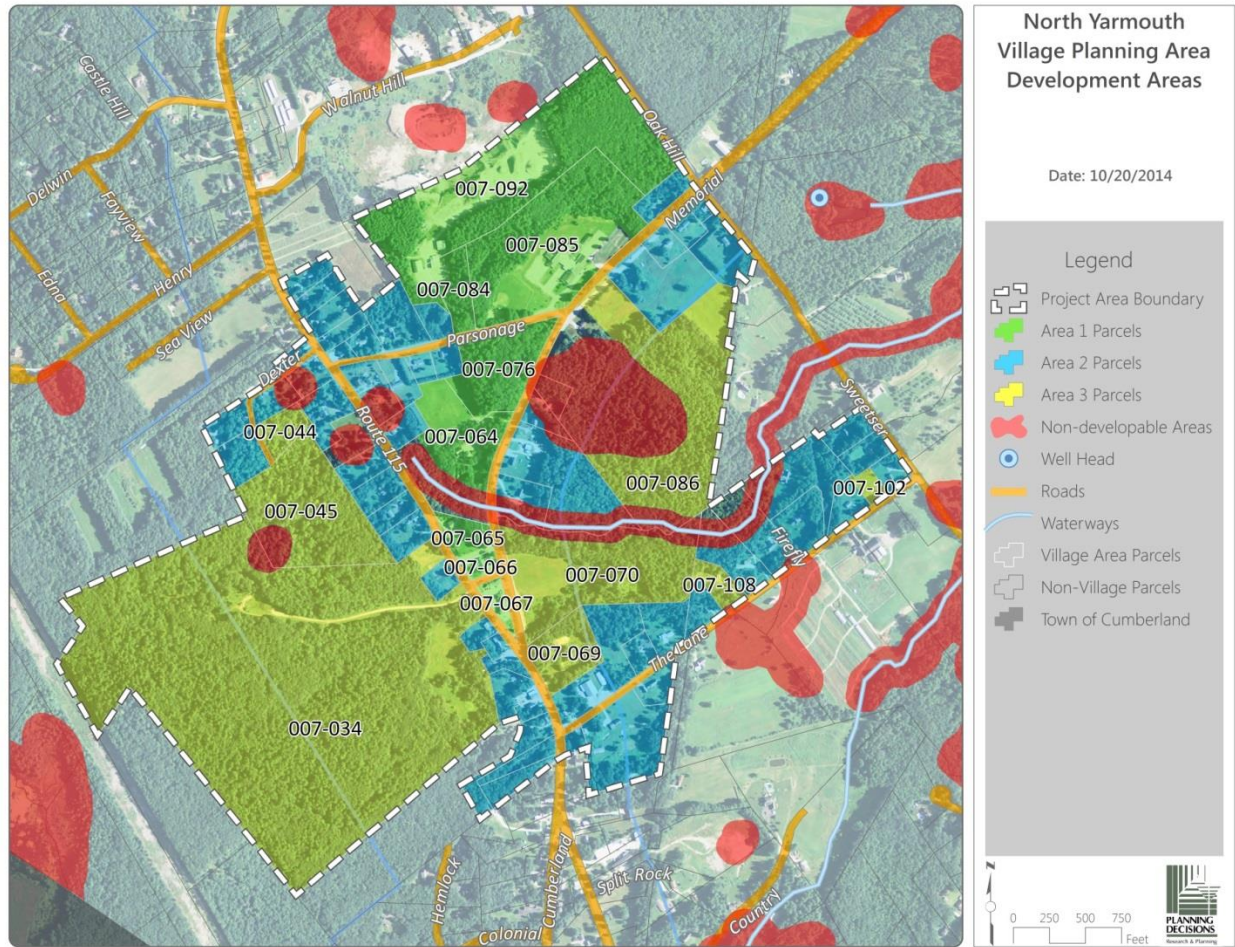 North Yarmouth
Village Planning Area
Development Areas
Date: 10/20/2014
Legend
Project Area Boundary
Area 1 Parcels
Area 2 Parcels
Area 3 Parcels
Non-developable Areas
Well Head
Roads
Waterways
Village Area Parcels
Non-Village Parcels
Town of Cumberland
N
0 250 500 750
Feet
PLANNING
DECISIONS
Research & Planning
Castle Hill
Walnut Hill
Oak Hill
Delwin
Fayview
007-092
Memorial
Edna
Henry
007-085
Sea View
007-084
Parsonage
Dexter
007-076
Sweetser
Route 115
007-044
007-064
007-086
007-102
007-045
007-065
Firefly
007-066
007-070
007-108
007-067
007-069
The Lane
007-034
Hemlock
Cumberland
Split Rock
Country
Colonial